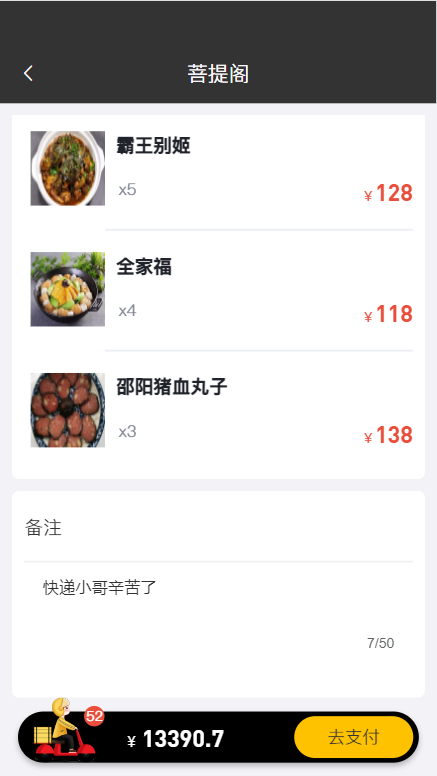 菩提阁
霸王别姬
x5
¥128
全家福
x4
¥118
邵阳猪血丸子
x3
¥138
备注
快递小哥辛苦了
7/50
52
¥ 13390.7
去支付